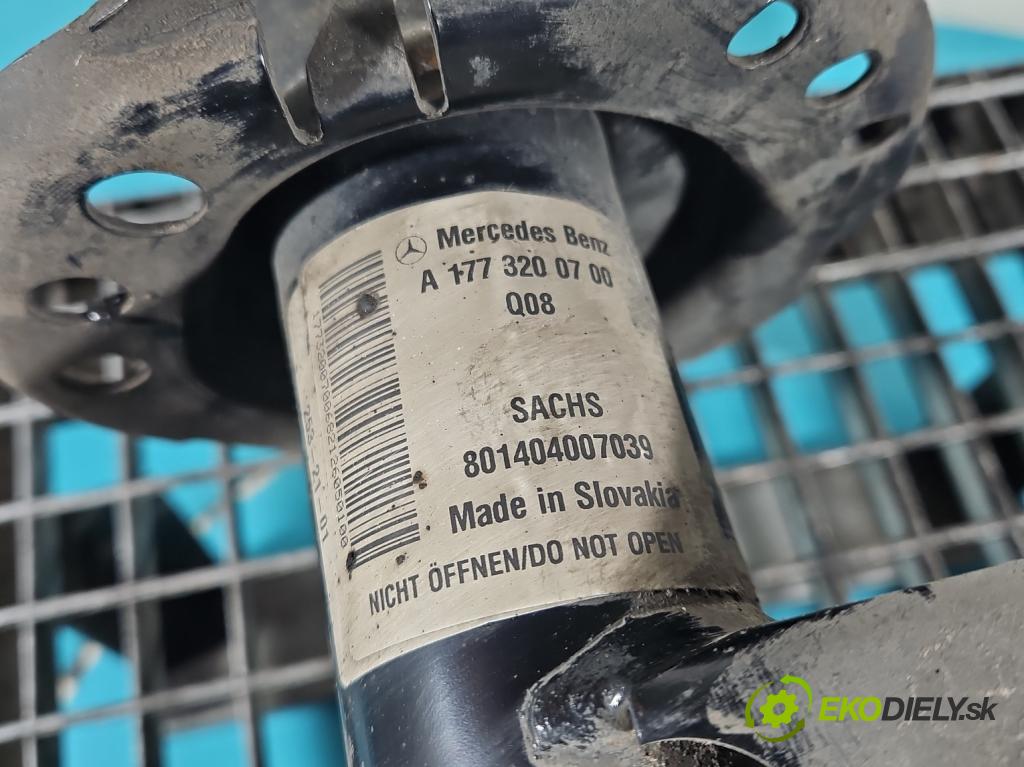 Mercedes Benz
A 177 320 07 00
Q08
SACHS
801404007039
Made in Slovakia
NICHT ÖFFNEN/DO NOT OPEN
EKODIELY.sk